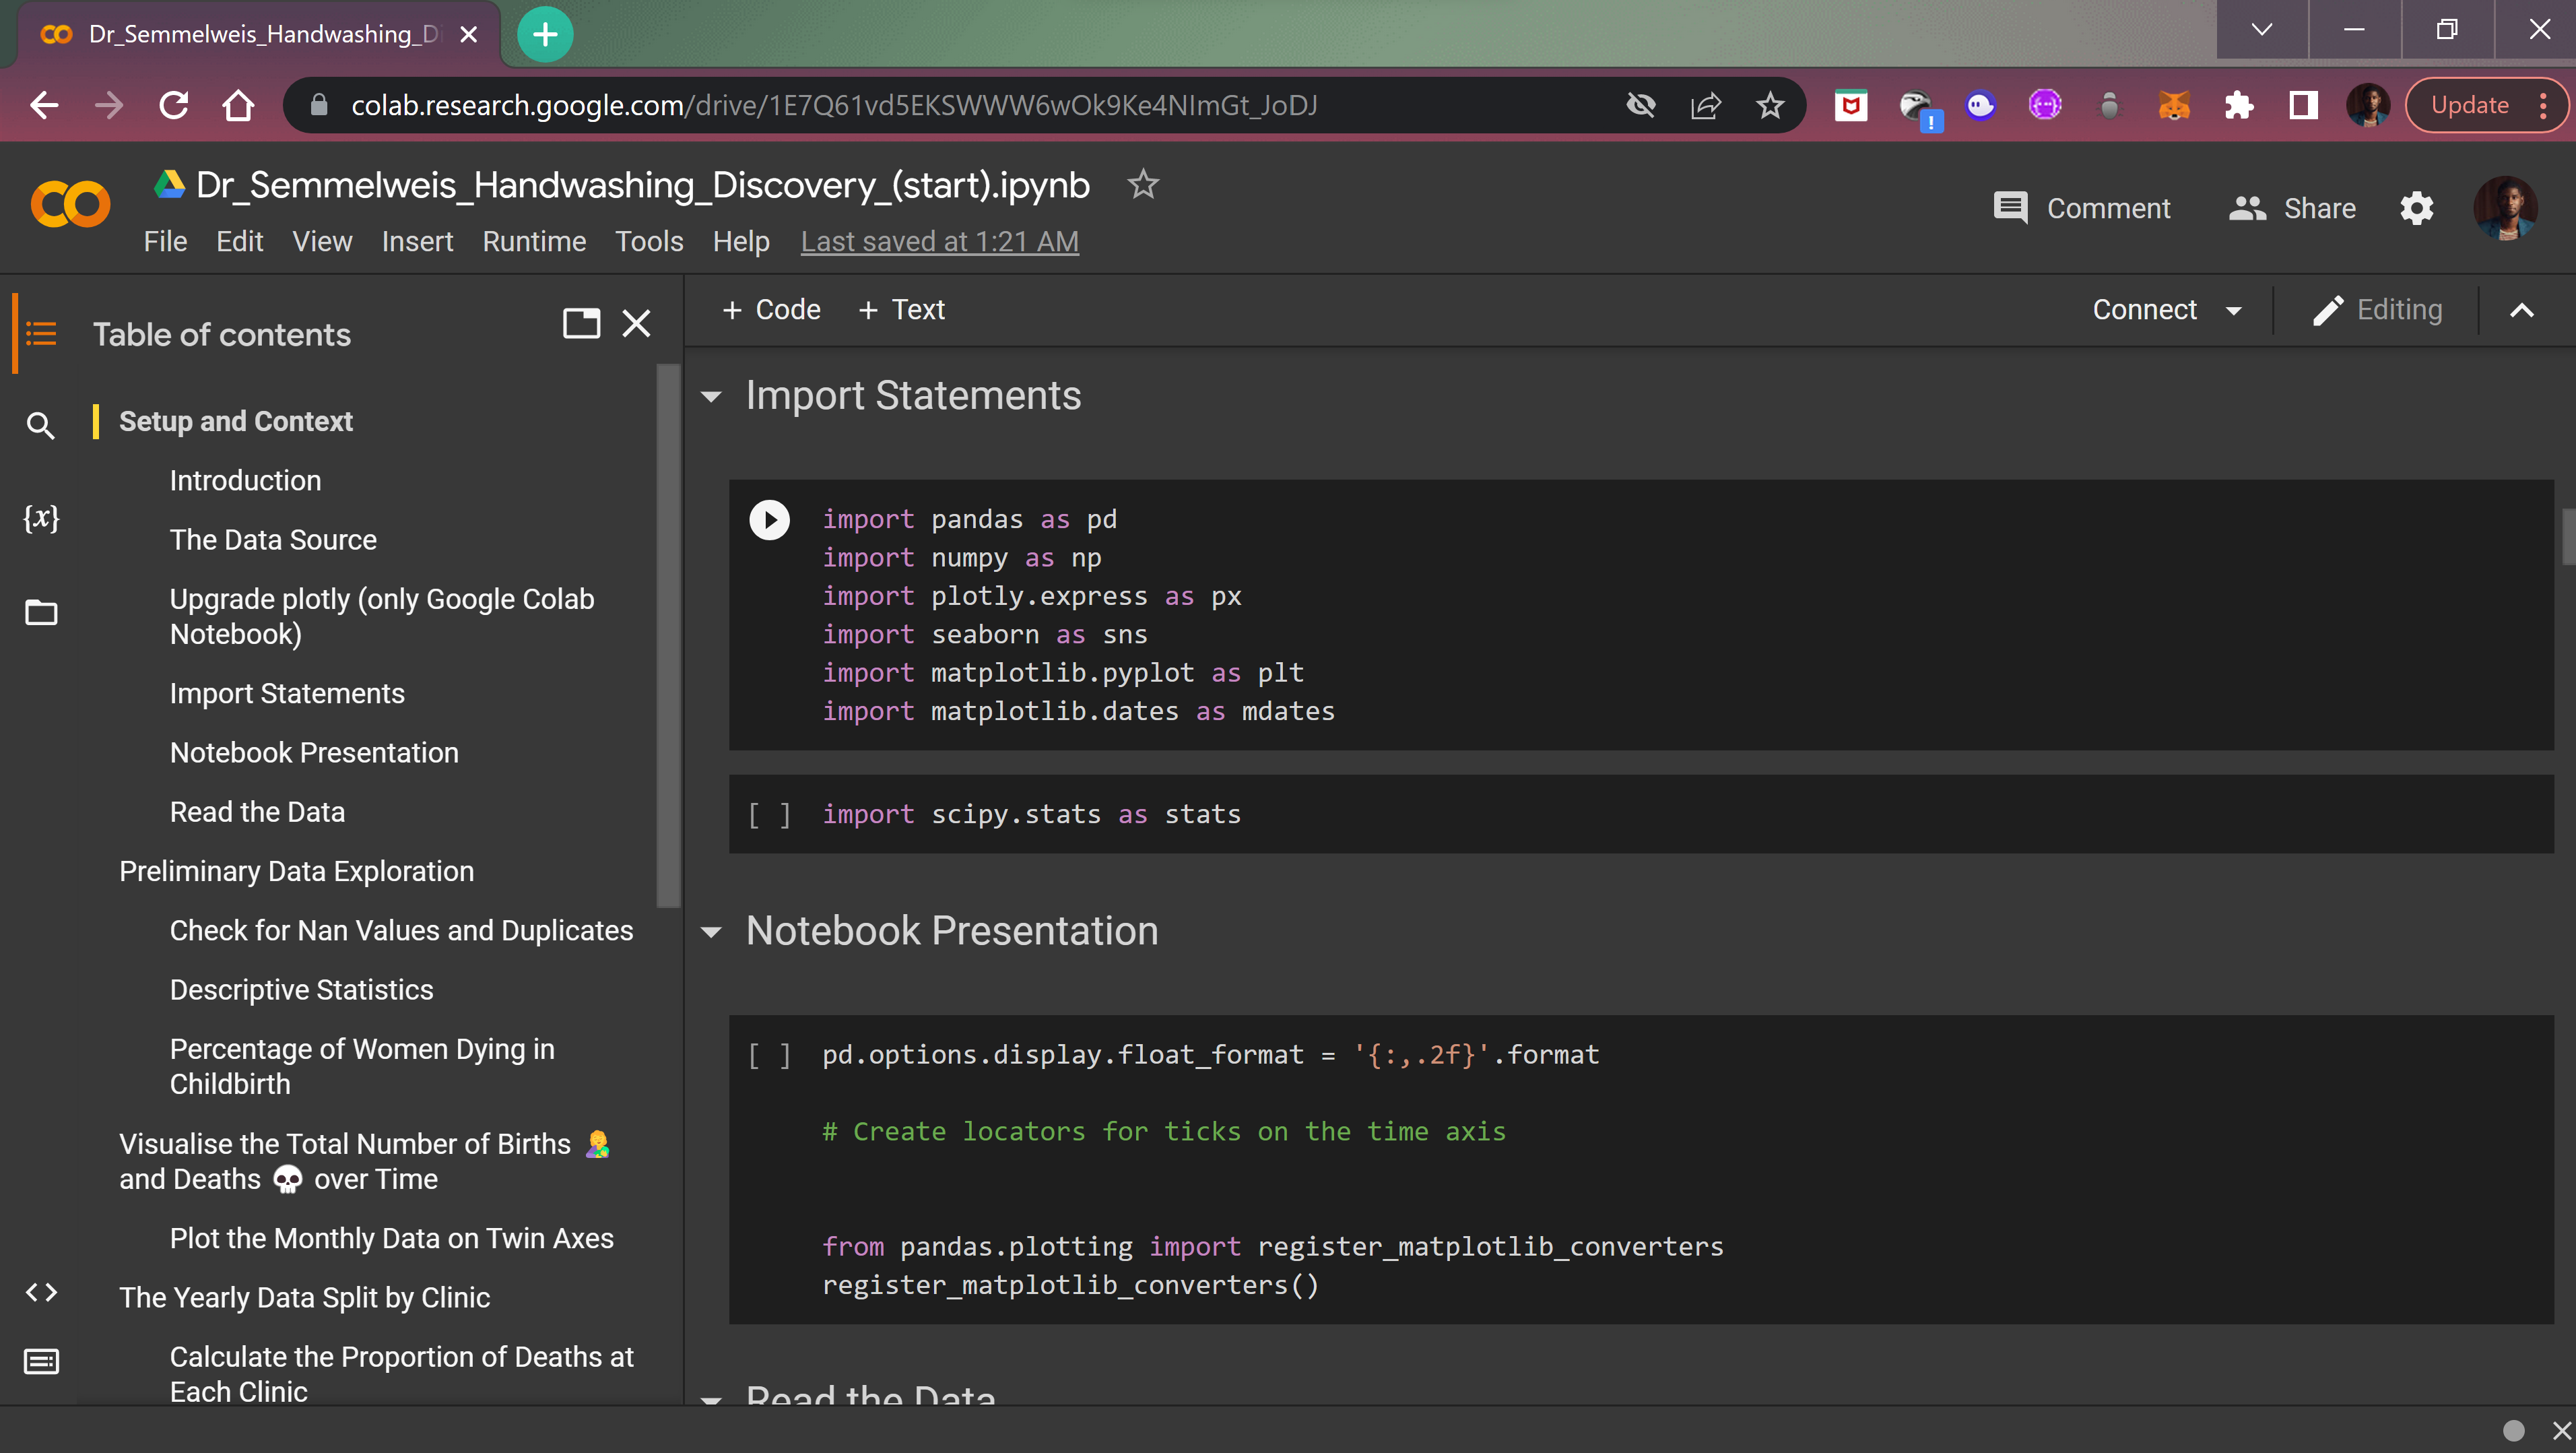 Dr_Semmelweis_Handwashing_Di
colab.research.google.com/drive/1E7Q61vd5EKSWWW6wOk9Ke4NImGt_JoDJ
Update
Dr_Semmelweis_Handwashing_Discovery_(start).ipynb
Comment
Share
File Edit View Insert Runtime Tools Help Last saved at 1:21 AM
Table of contents
Setup and Context
Introduction
The Data Source
Upgrade plotly (only Google Colab
Notebook)
Import Statements
Notebook Presentation
Read the Data
Preliminary Data Exploration
Check for Nan Values and Duplicates
Descriptive Statistics
Percentage of Women Dying in
Childbirth
Visualise the Total Number of Births 🤱
and Deaths 💀 over Time
Plot the Monthly Data on Twin Axes
The Yearly Data Split by Clinic
Calculate the Proportion of Deaths at
Each Clinic
{x}
+ Code + Text
Connect
Editing
Import Statements
import pandas as pd
import numpy as np
import plotly.express as px
import seaborn as sns
import matplotlib.pyplot as plt
import matplotlib.dates as mdates
[ ] import scipy.stats as stats
Notebook Presentation
[ ] pd.options.display.float_format = '{:,.2f}'.format
# Create locators for ticks on the time axis
from pandas.plotting import register_matplotlib_converters
register_matplotlib_converters()
Read the Data